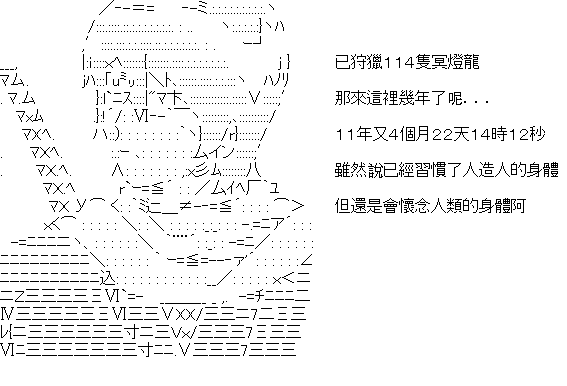 已狩獵114隻冥燈龍
那來這裡幾年了呢...
11年又4個月22天14時12秒
雖然說已經習慣了人造人的身體
但還是會懷念人類的身體阿